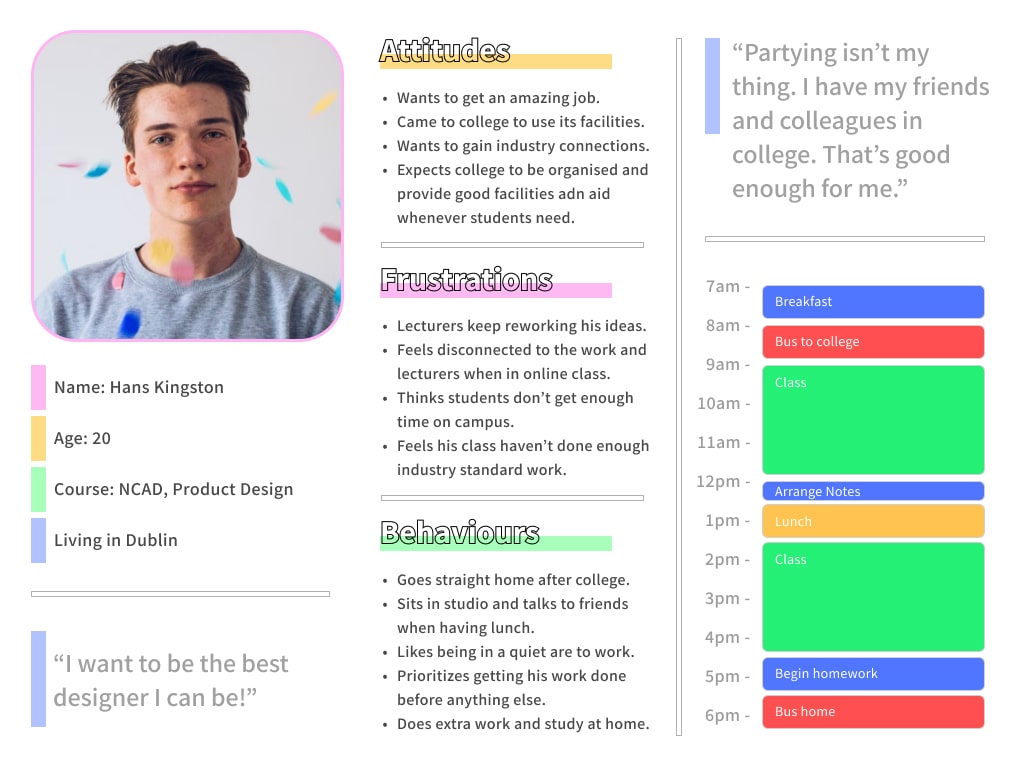 Name: Hans Kingston
Age: 20
Course: NCAD, Product Design
Living in Dublin
“I want to be the best
designer I can be!”
Attitudes
• Wants to get an amazing job.
• Came to college to use its facilities.
• Wants to gain industry connections.
• Expects college to be organised and
provide good facilities adn aid
whenever students need.
Frustrations
• Lecturers keep reworking his ideas.
• Feels disconnected to the work and
lecturers when in online class.
• Thinks students don’t get enough
time on campus.
• Feels his class haven’t done enough
industry standard work.
Behaviours
• Goes straight home after college.
• Sits in studio and talks to friends
when having lunch.
• Likes being in a quiet are to work.
• Prioritizes getting his work done
before anything else.
• Does extra work and study at home.
“Partying isn’t my
thing. I have my friends
and colleagues in
college. That’s good
enough for me.”
7am -
Breakfast
8am -
Bus to college
9am -
Class
10am -
11am -
12pm -
Arrange Notes
1pm -
Lunch
2pm -
Class
3pm -
4pm -
5pm -
Begin homework
6pm -
Bus home